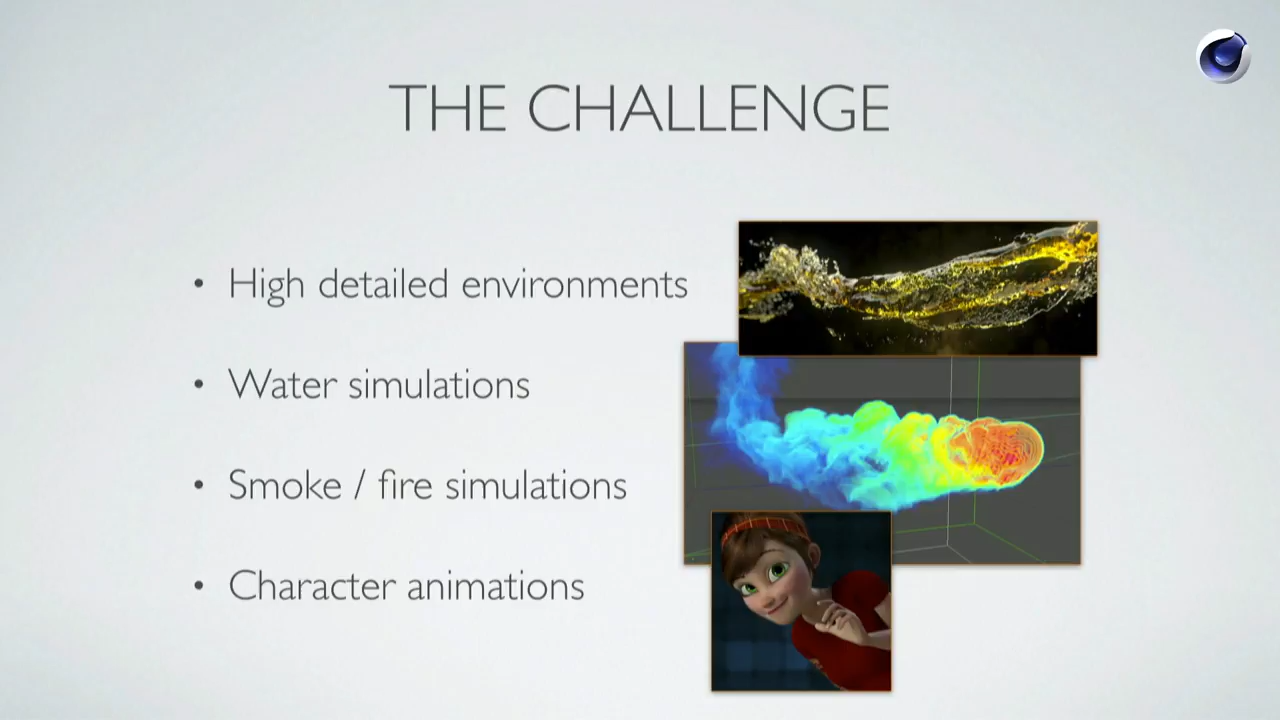 THE CHALLENGE
• High detailed environments
• Water simulations
• Smoke / fire simulations
• Character animations